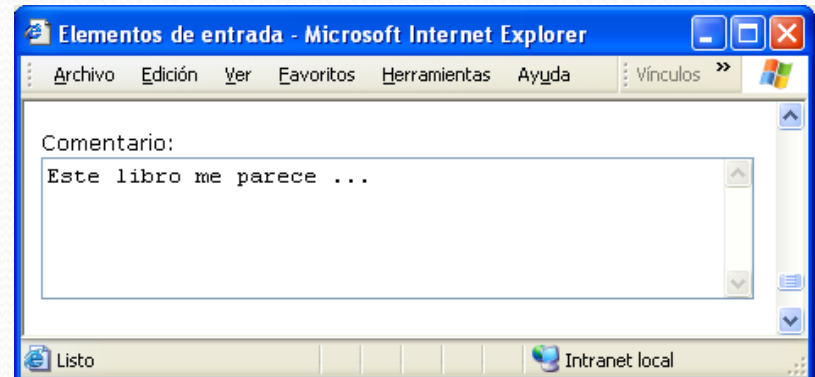 Elementos de entrada - Microsoft Internet Explorer
Archivo Edición Ver Favoritos Herramientas Ayuda Vínculos »
Comentario:
Este libro me parece ...
Listo Intranet local